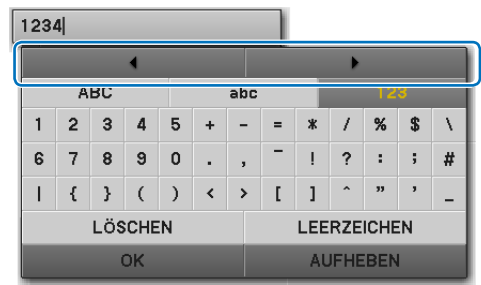 1234
◀ ▶
ABC abc 123
1 2 3 4 5 + - = * / % $ \
6 7 8 9 0 . , ‾ ! ? : ; #
| { } ( ) < > [ ] ^ " ' _
LÖSCHEN LEERZEICHEN
OK AUFHEBEN